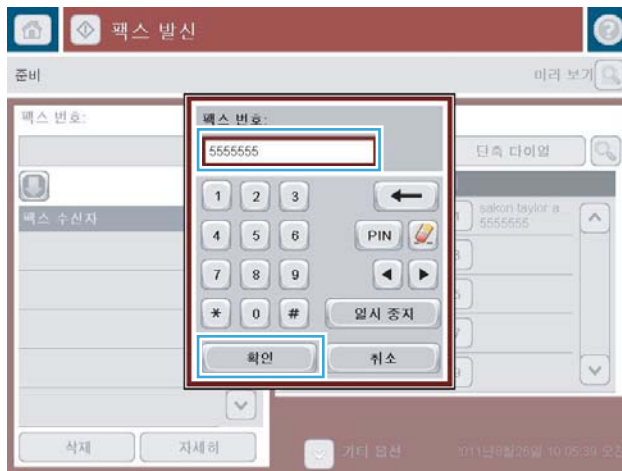 팩스 발신
준비
미리 보기
팩스 번호:
단축 다이얼
팩스 수신자
sakon taylor a
5555555
팩스 번호:
5555555
1 2 3
4 5 6 PIN
7 8 9
* 0 # 일시 중지
확인 취소
삭제 자세히
기타 옵션